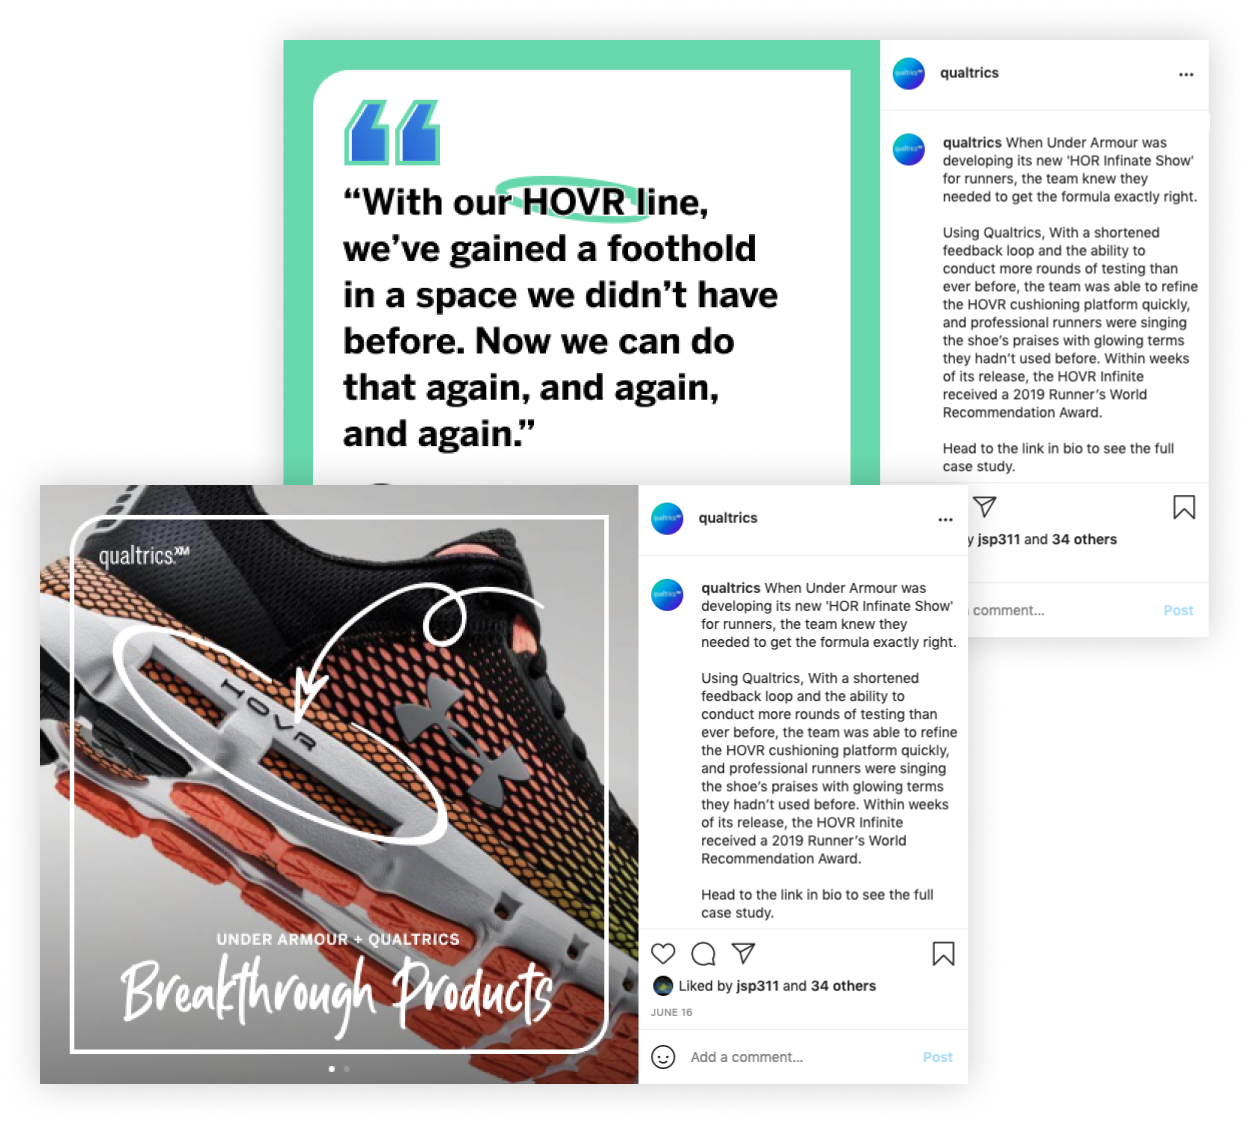 qualtrics
“With our HOVR line,
we’ve gained a foothold
in a space we didn’t have
before. Now we can do
that again, and again,
and again.”
qualtrics When Under Armour was
developing its new 'HOR Infinate Show'
for runners, the team knew they
needed to get the formula exactly right.
Using Qualtrics, With a shortened
feedback loop and the ability to
conduct more rounds of testing than
ever before, the team was able to refine
the HOVR cushioning platform quickly,
and professional runners were singing
the shoe’s praises with glowing terms
they hadn’t used before. Within weeks
of its release, the HOVR Infinite
received a 2019 Runner’s World
Recommendation Award.
Head to the link in bio to see the full
case study.
y jsp311 and 34 others
comment...
Post
qualtrics.XM
HOVR
UNDER ARMOUR + QUALTRICS
Breakthrough Products
qualtrics
qualtrics When Under Armour was
developing its new 'HOR Infinate Show'
for runners, the team knew they
needed to get the formula exactly right.
Using Qualtrics, With a shortened
feedback loop and the ability to
conduct more rounds of testing than
ever before, the team was able to refine
the HOVR cushioning platform quickly,
and professional runners were singing
the shoe’s praises with glowing terms
they hadn’t used before. Within weeks
of its release, the HOVR Infinite
received a 2019 Runner’s World
Recommendation Award.
Head to the link in bio to see the full
case study.
Liked by jsp311 and 34 others
JUNE 16
Add a comment...
Post